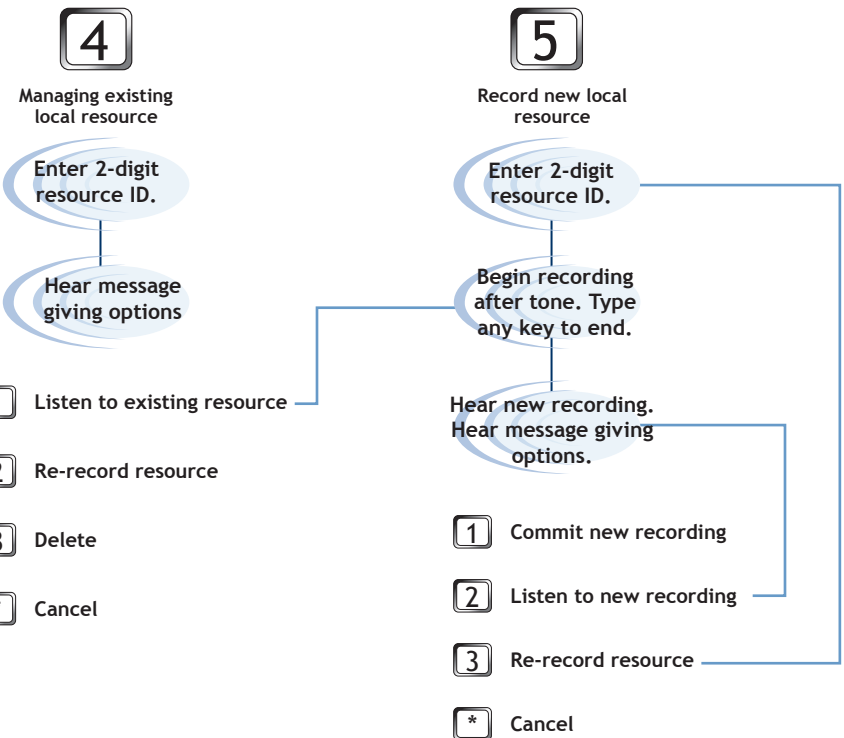 4
Managing existing
local resource
Enter 2-digit
resource ID.
Hear message
giving options
Listen to existing resource
2 Re-record resource
Delete
Cancel
5
Record new local
resource
Enter 2-digit
resource ID.
Begin recording
after tone. Type
any key to end.
Hear new recording.
Hear message giving
options.
1 Commit new recording
2 Listen to new recording
3 Re-record resource
* Cancel